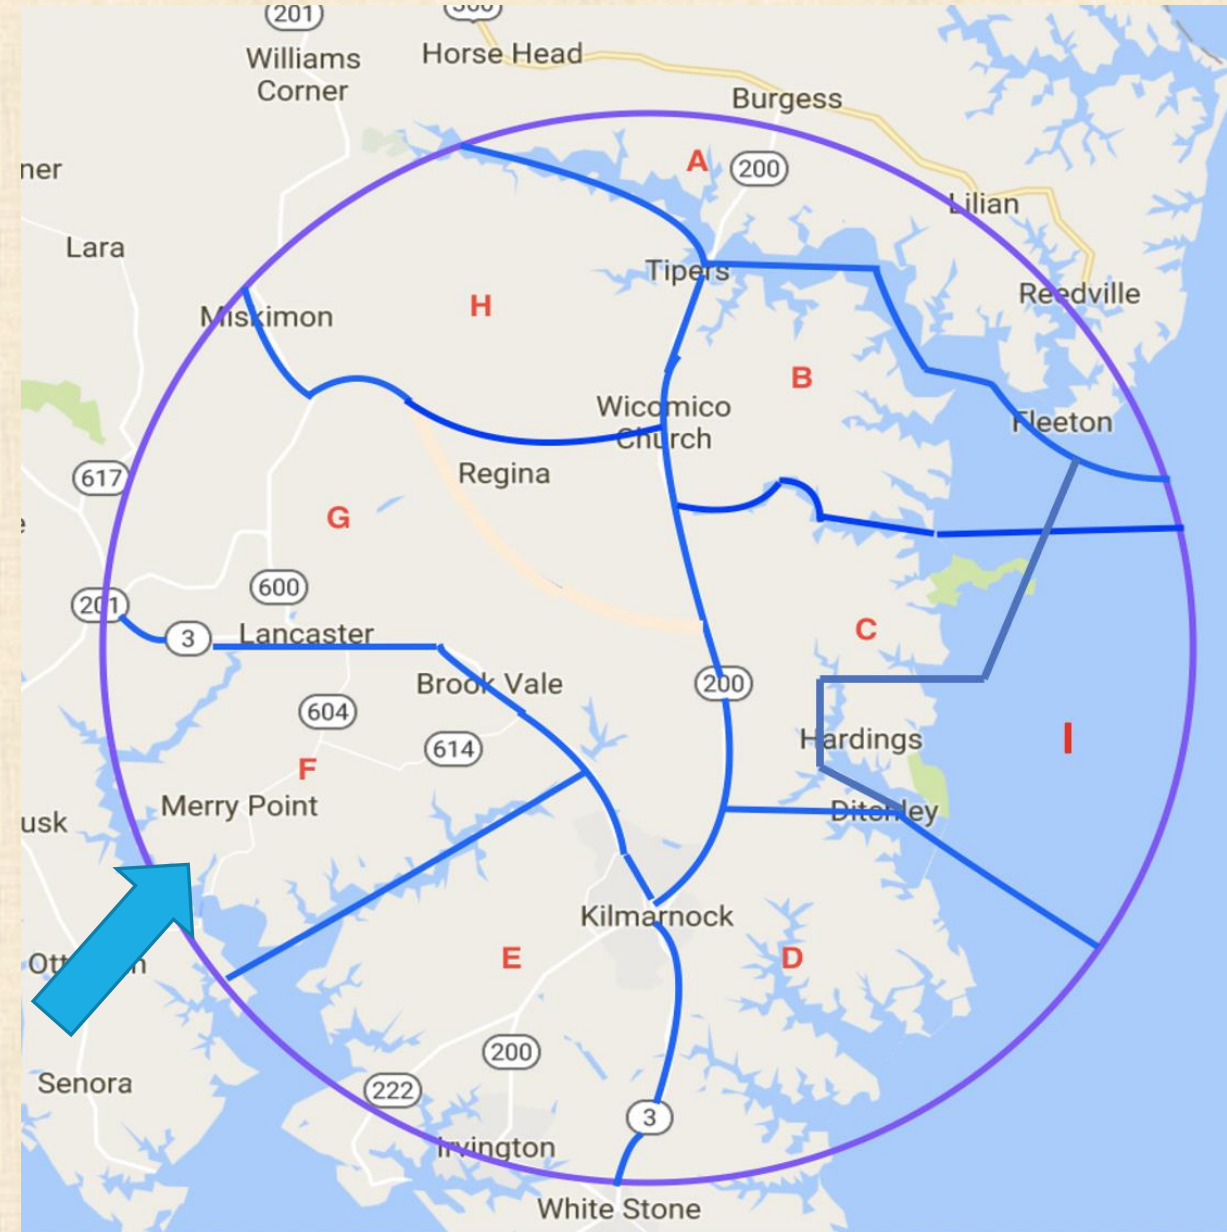 201
Williams
Corner
Horse Head
Burgess
A
200
ner
Lilian
Lara
Tipers
Reedville
H
Miskimon
B
Wicomico
Church
Fleeton
Regina
617
G
600
201
3
Lancaster
C
Brook Vale
200
604
614
Hardings
I
F
Merry Point
Ditchley
usk
Kilmarnock
E
D
200
Senora
222
3
Irvington
White Stone